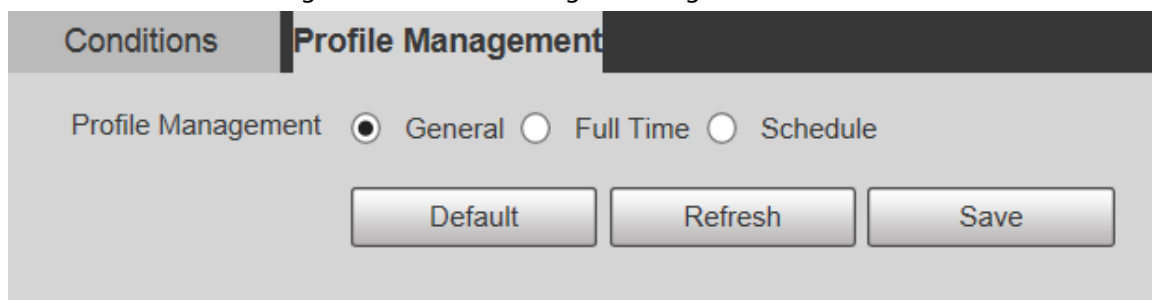 Conditions Profile Management
Profile Management General Full Time Schedule
Default Refresh Save